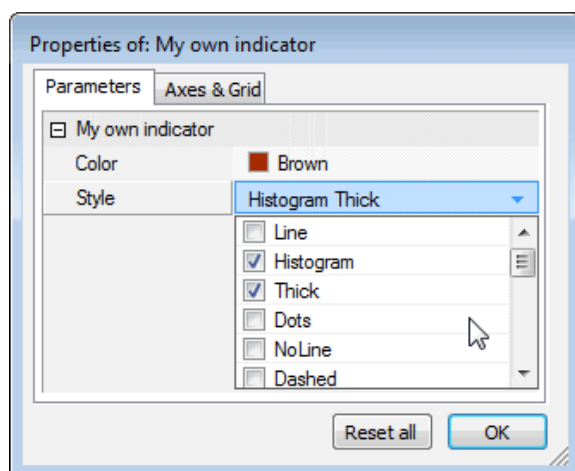 Properties of: My own indicator
Parameters Axes & Grid
My own indicator
Color Brown
Style Histogram Thick
Line
Histogram
Thick
Dots
NoLine
Dashed
Reset all OK